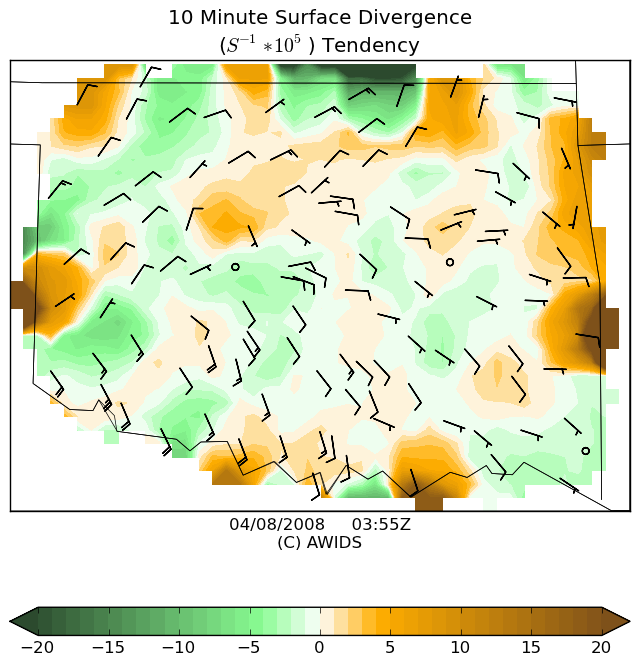 10 Minute Surface Divergence
(S⁻¹ *10⁵ ) Tendency
04/08/2008 03:55Z
(C) AWIDS
−20 −15 −10 −5 0 5 10 15 20